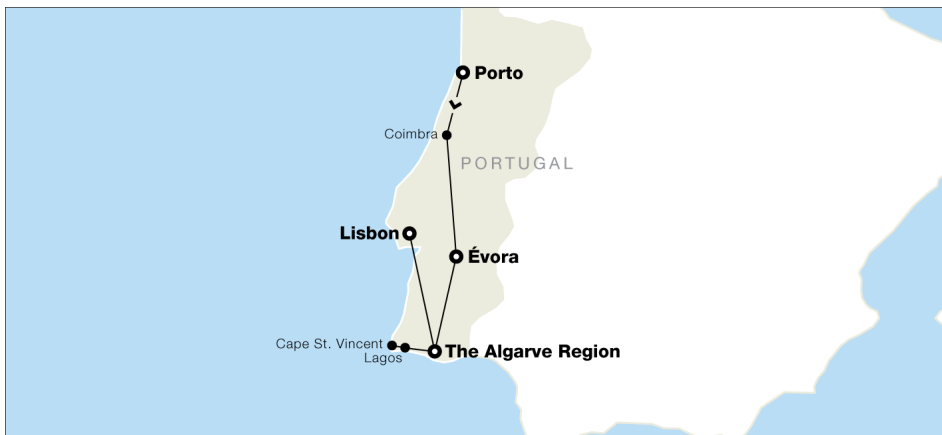 Porto
Coimbra
PORTUGAL
Lisbon
Évora
Cape St. Vincent
Lagos
The Algarve Region